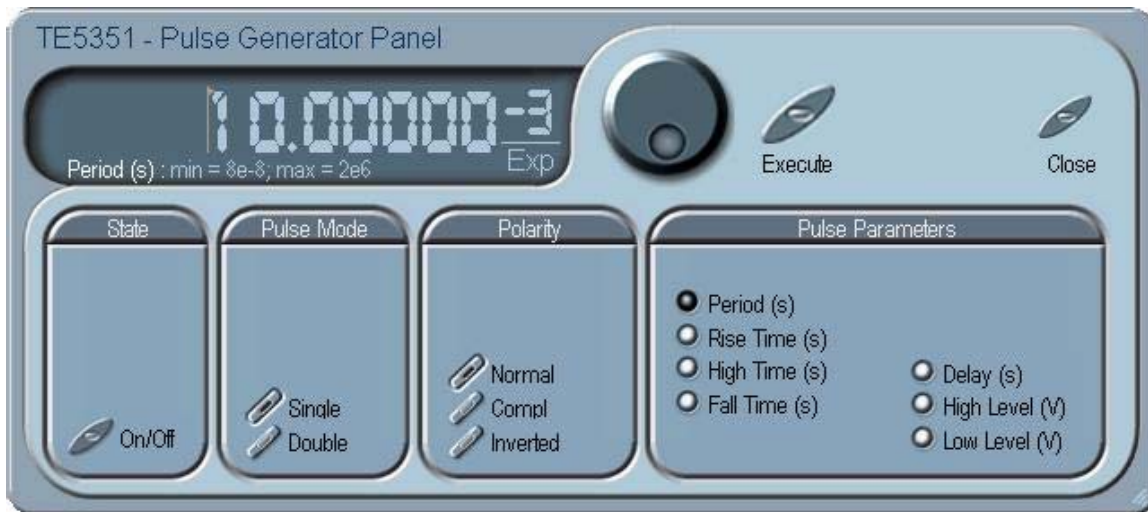 TE5351 - Pulse Generator Panel
10.00000-3
Exp
Period (s) : min = 8e-8; max = 2e6
Execute
Close
State
On/Off
Pulse Mode
Single
Double
Polarity
Normal
Compl
Inverted
Pulse Parameters
Period (s)
Rise Time (s)
High Time (s)
Fall Time (s)
Delay (s)
High Level (V)
Low Level (V)